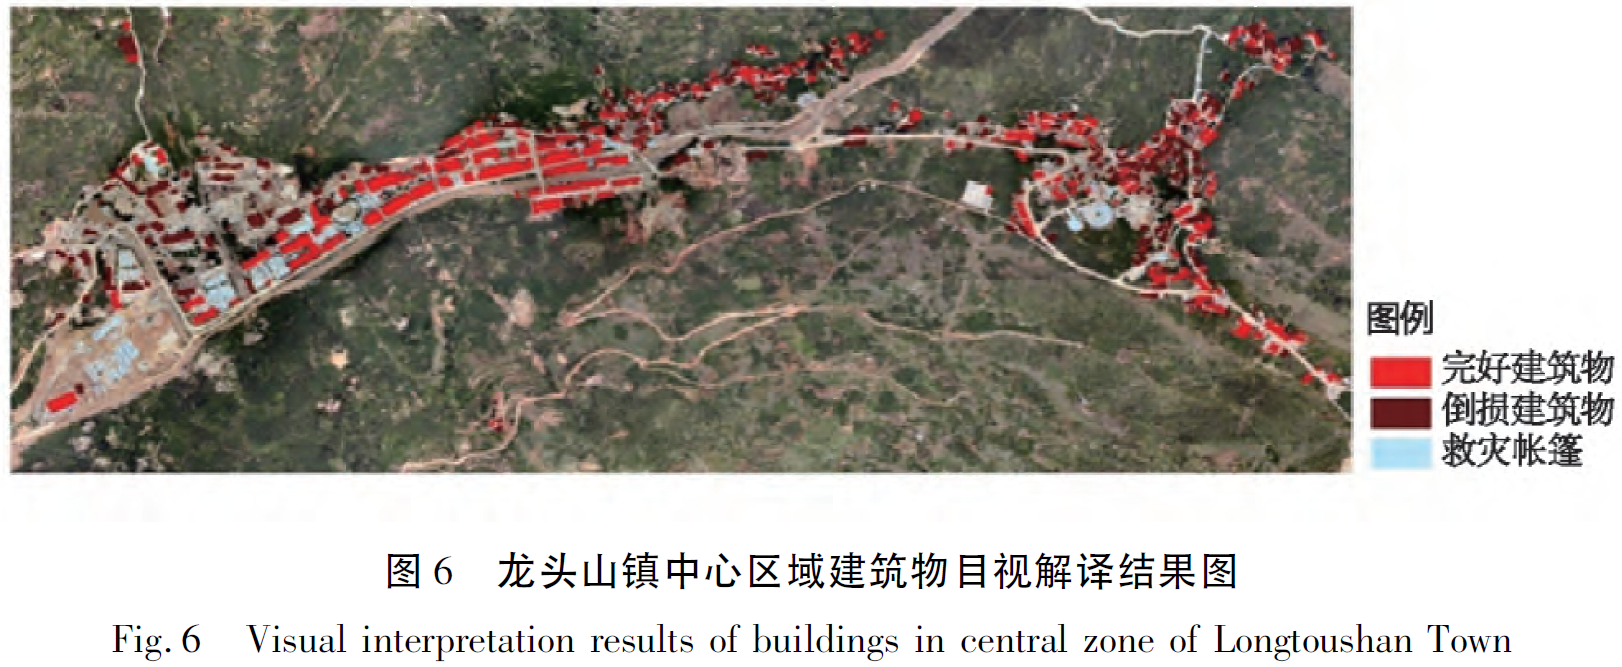 图例
完好建筑物
倒损建筑物
救灾帐篷
图 6 龙头山镇中心区域建筑物目视解译结果图
Fig. 6 Visual interpretation results of buildings in central zone of Longtoushan Town